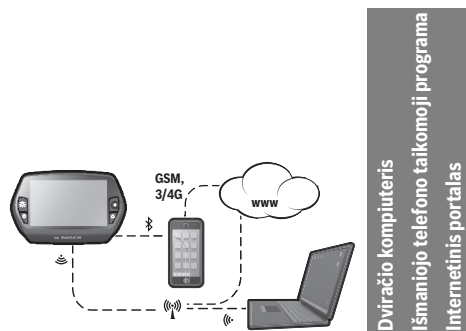 GSM,
3/4G
www
Dviračio kompiuteris
Išmaniojo telefono taikomoji programa
Internetinis portalas